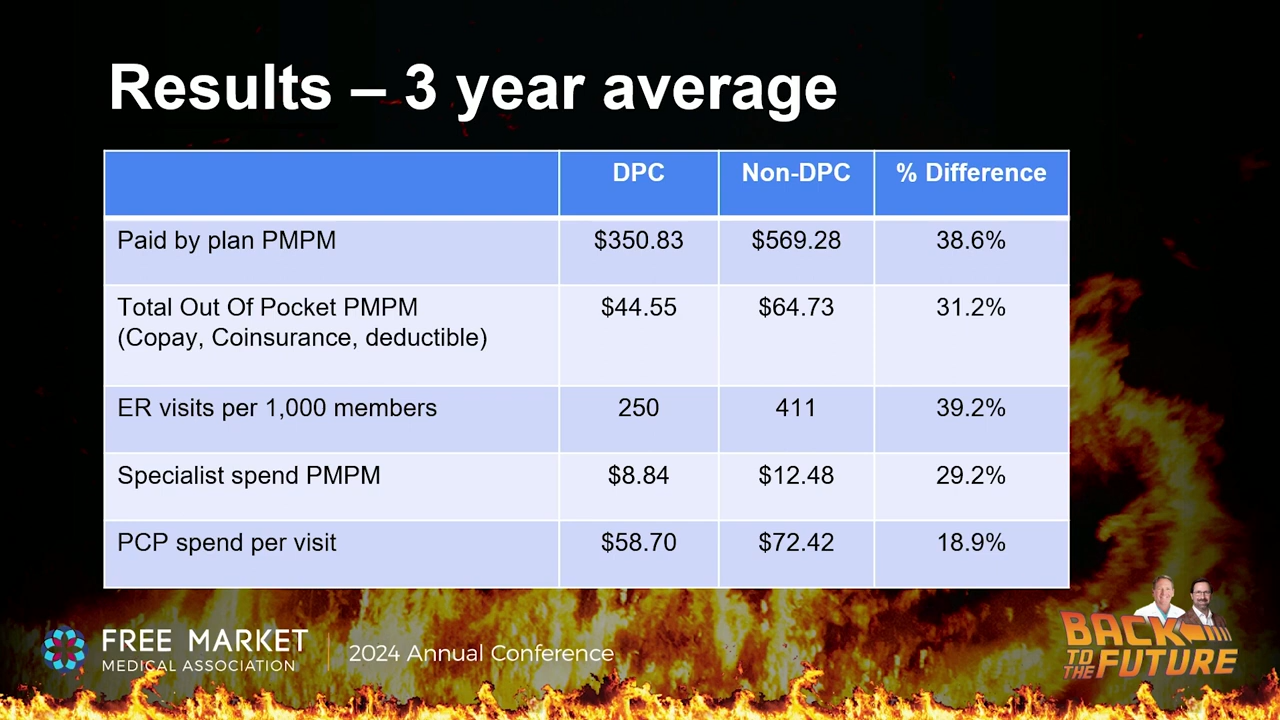 Results – 3 year average
DPC Non-DPC % Difference
Paid by plan PMPM $350.83 $569.28 38.6%
Total Out Of Pocket PMPM $44.55 $64.73 31.2%
(Copay, Coinsurance, deductible)
ER visits per 1,000 members 250 411 39.2%
Specialist spend PMPM $8.84 $12.48 29.2%
PCP spend per visit $58.70 $72.42 18.9%
FREE MARKET
MEDICAL ASSOCIATION
2024 Annual Conference
BACK
TO THE
FUTURE